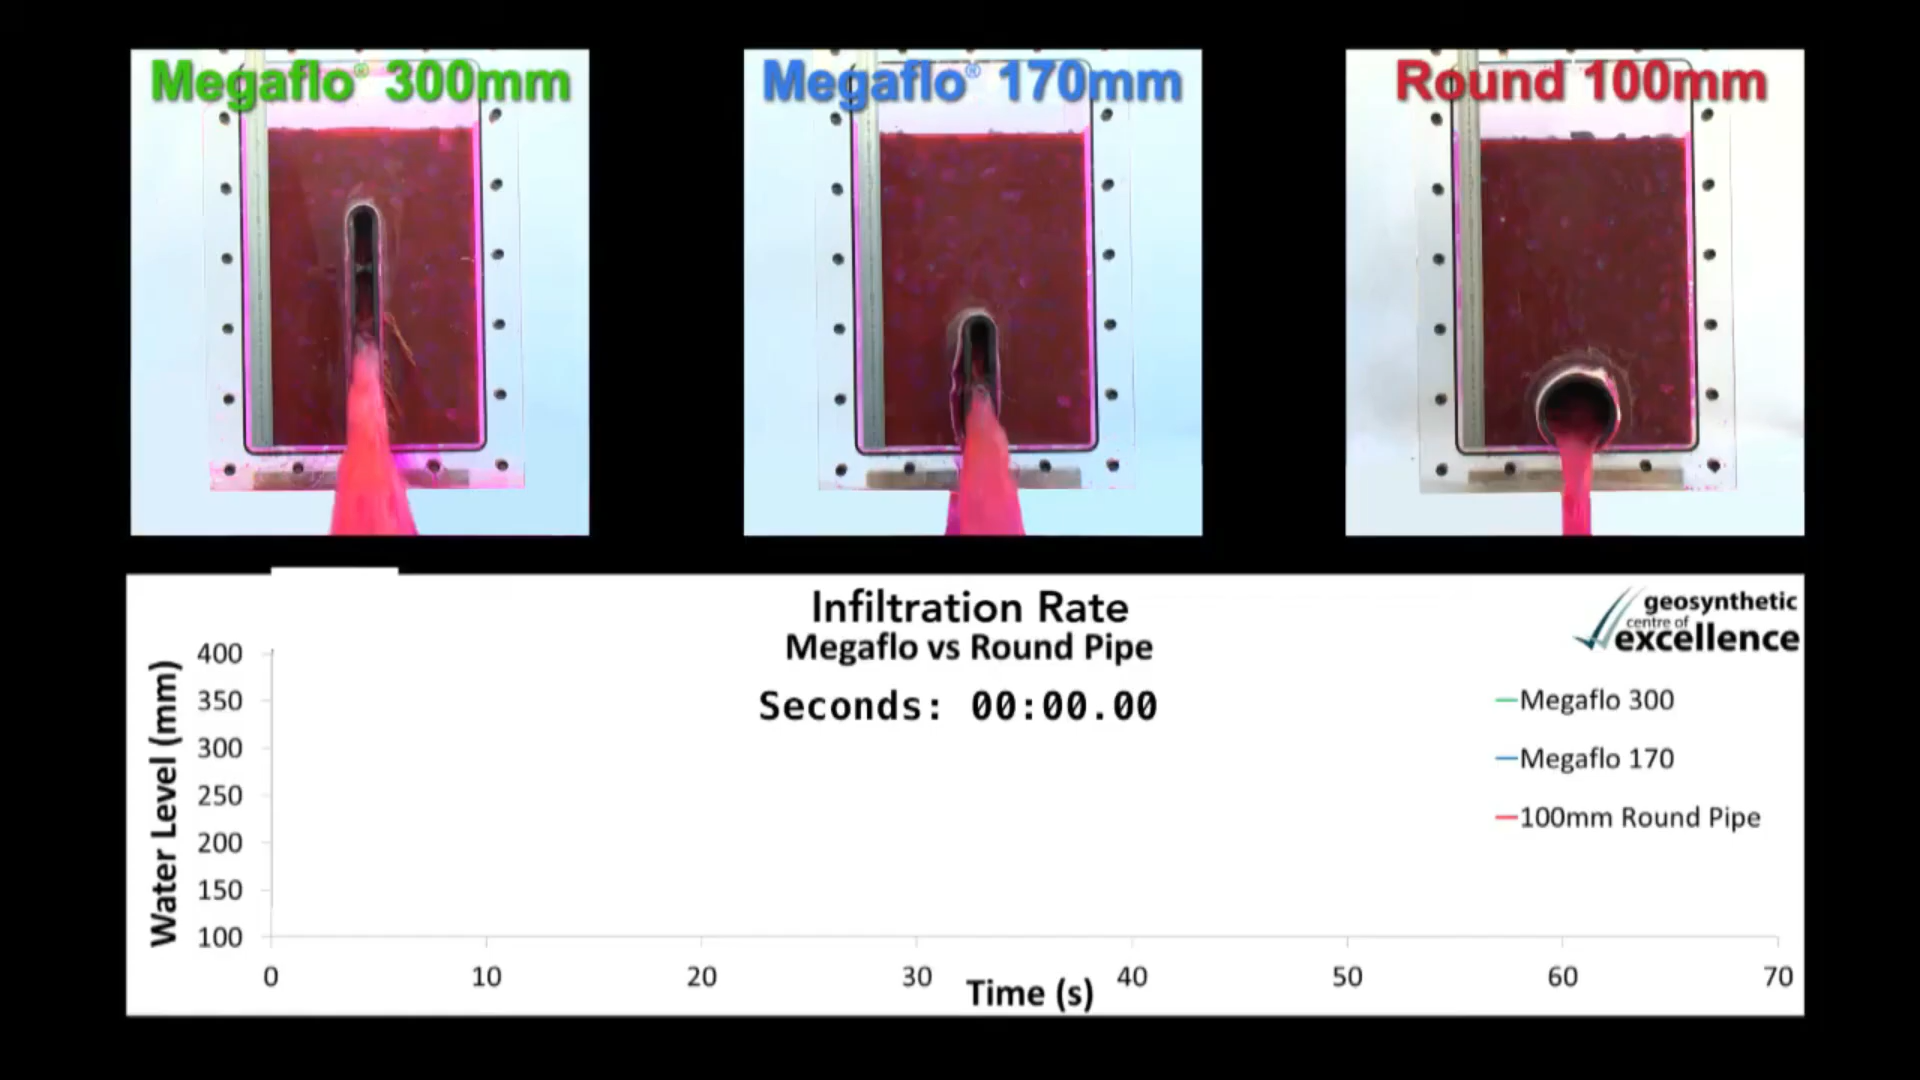 Megaflo® 300mm
Megaflo® 170mm
Round 100mm
Infiltration Rate
Megaflo vs Round Pipe
Seconds: 00:00.00
geosynthetic
centre of
excellence
Water Level (mm)
400
350
300
250
200
150
100
Megaflo 300
Megaflo 170
100mm Round Pipe
0 10 20 30 40 50 60 70
Time (s)